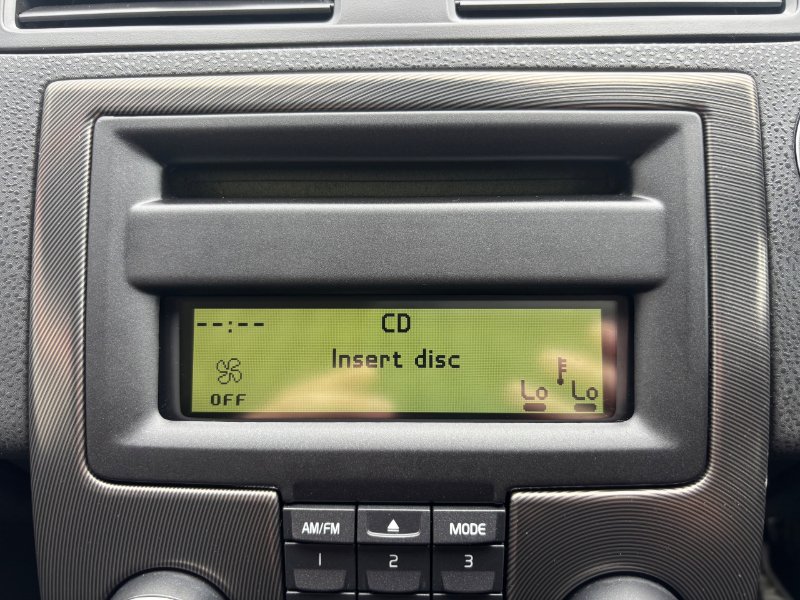 --:-- CD
Insert disc
OFF Lo Lo
AM/FM MODE
1 2 3